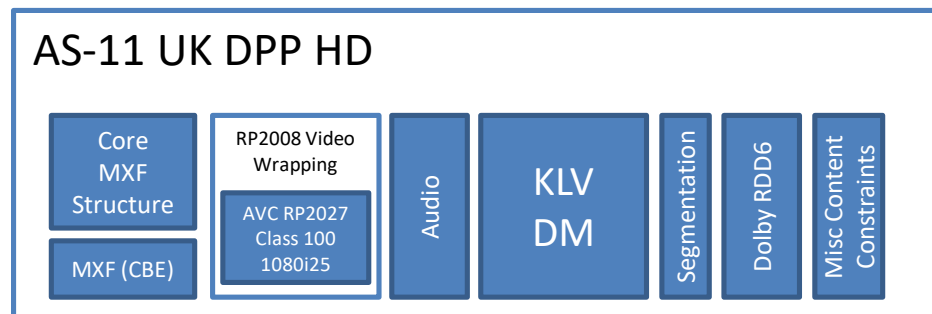 AS-11 UK DPP HD
Core
MXF
Structure
MXF (CBE)
RP2008 Video
Wrapping
AVC RP2027
Class 100
1080i25
Audio
KLV
DM
Segmentation
Dolby RDD6
Misc Content
Constraints